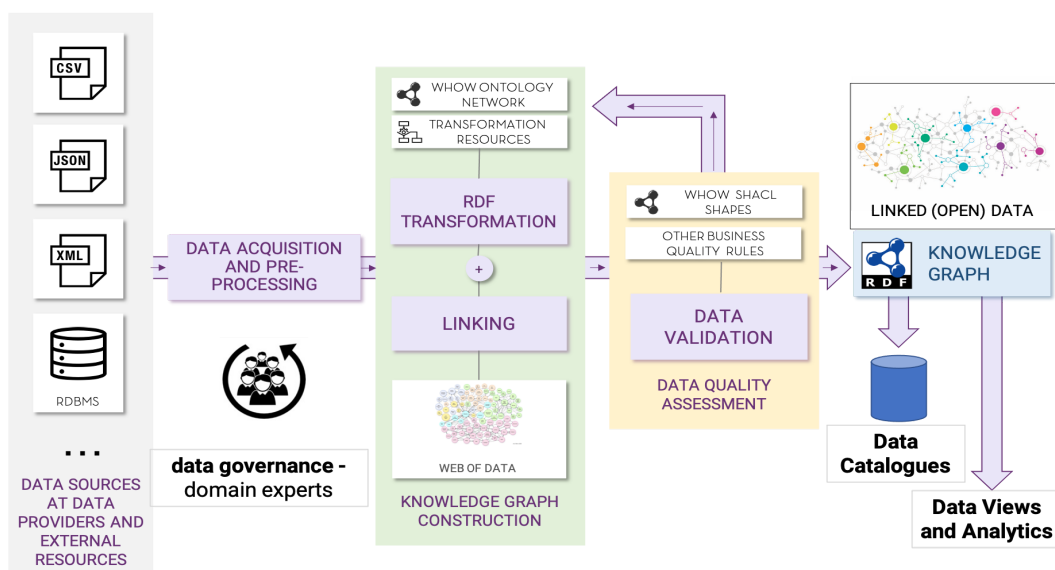 CSV
JSON
XML
RDBMS
...
DATA SOURCES
AT DATA
PROVIDERS AND
EXTERNAL
RESOURCES
DATA ACQUISITION
AND PRE-
PROCESSING
data governance -
domain experts
WHOW ONTOLOGY
NETWORK
TRANSFORMATION
RESOURCES
RDF
TRANSFORMATION
+
LINKING
WEB OF DATA
KNOWLEDGE GRAPH
CONSTRUCTION
WHOW SHACL
SHAPES
OTHER BUSINESS
QUALITY RULES
DATA
VALIDATION
DATA QUALITY
ASSESSMENT
LINKED (OPEN) DATA
RDF
KNOWLEDGE
GRAPH
Data
Catalogues
Data Views
and Analytics